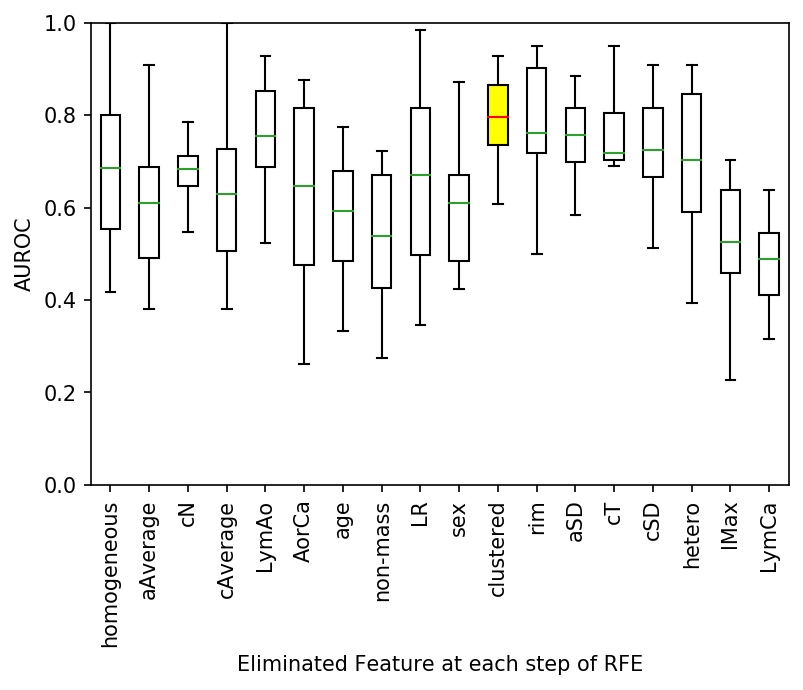 1.0
0.8
0.6
0.4
0.2
0.0
AUROC
homogeneous
aAverage
cN
cAverage
LymAo
AorCa
age
non-mass
LR
sex
clustered
rim
aSD
cT
cSD
hetero
lMax
LymCa
Eliminated Feature at each step of RFE